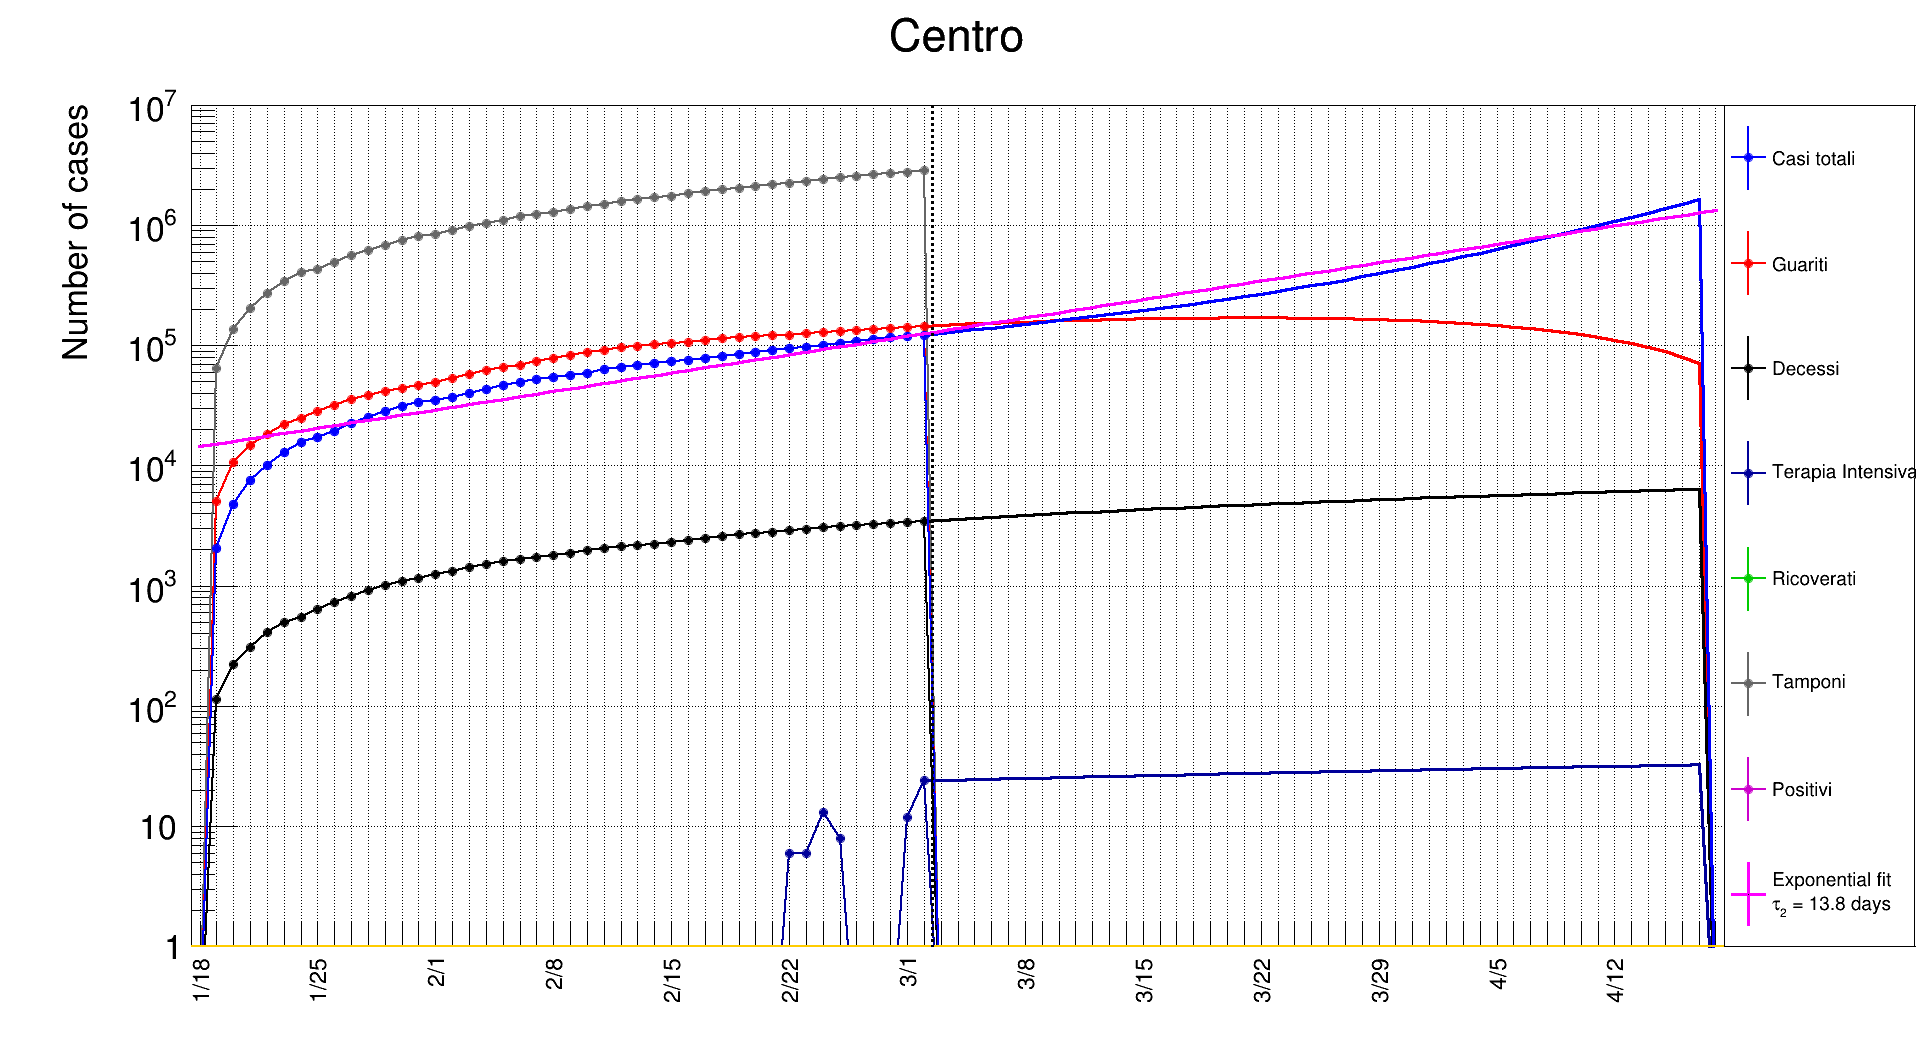 Centro
Number of cases
10^7
10^6
10^5
10^4
10^3
10^2
10
1
1/18
1/25
2/1
2/8
2/15
2/22
3/1
3/8
3/15
3/22
3/29
4/5
4/12
Casi totali
Guariti
Decessi
Terapia Intensiva
Ricoverati
Tamponi
Positivi
Exponential fit
τ₂ = 13.8 days